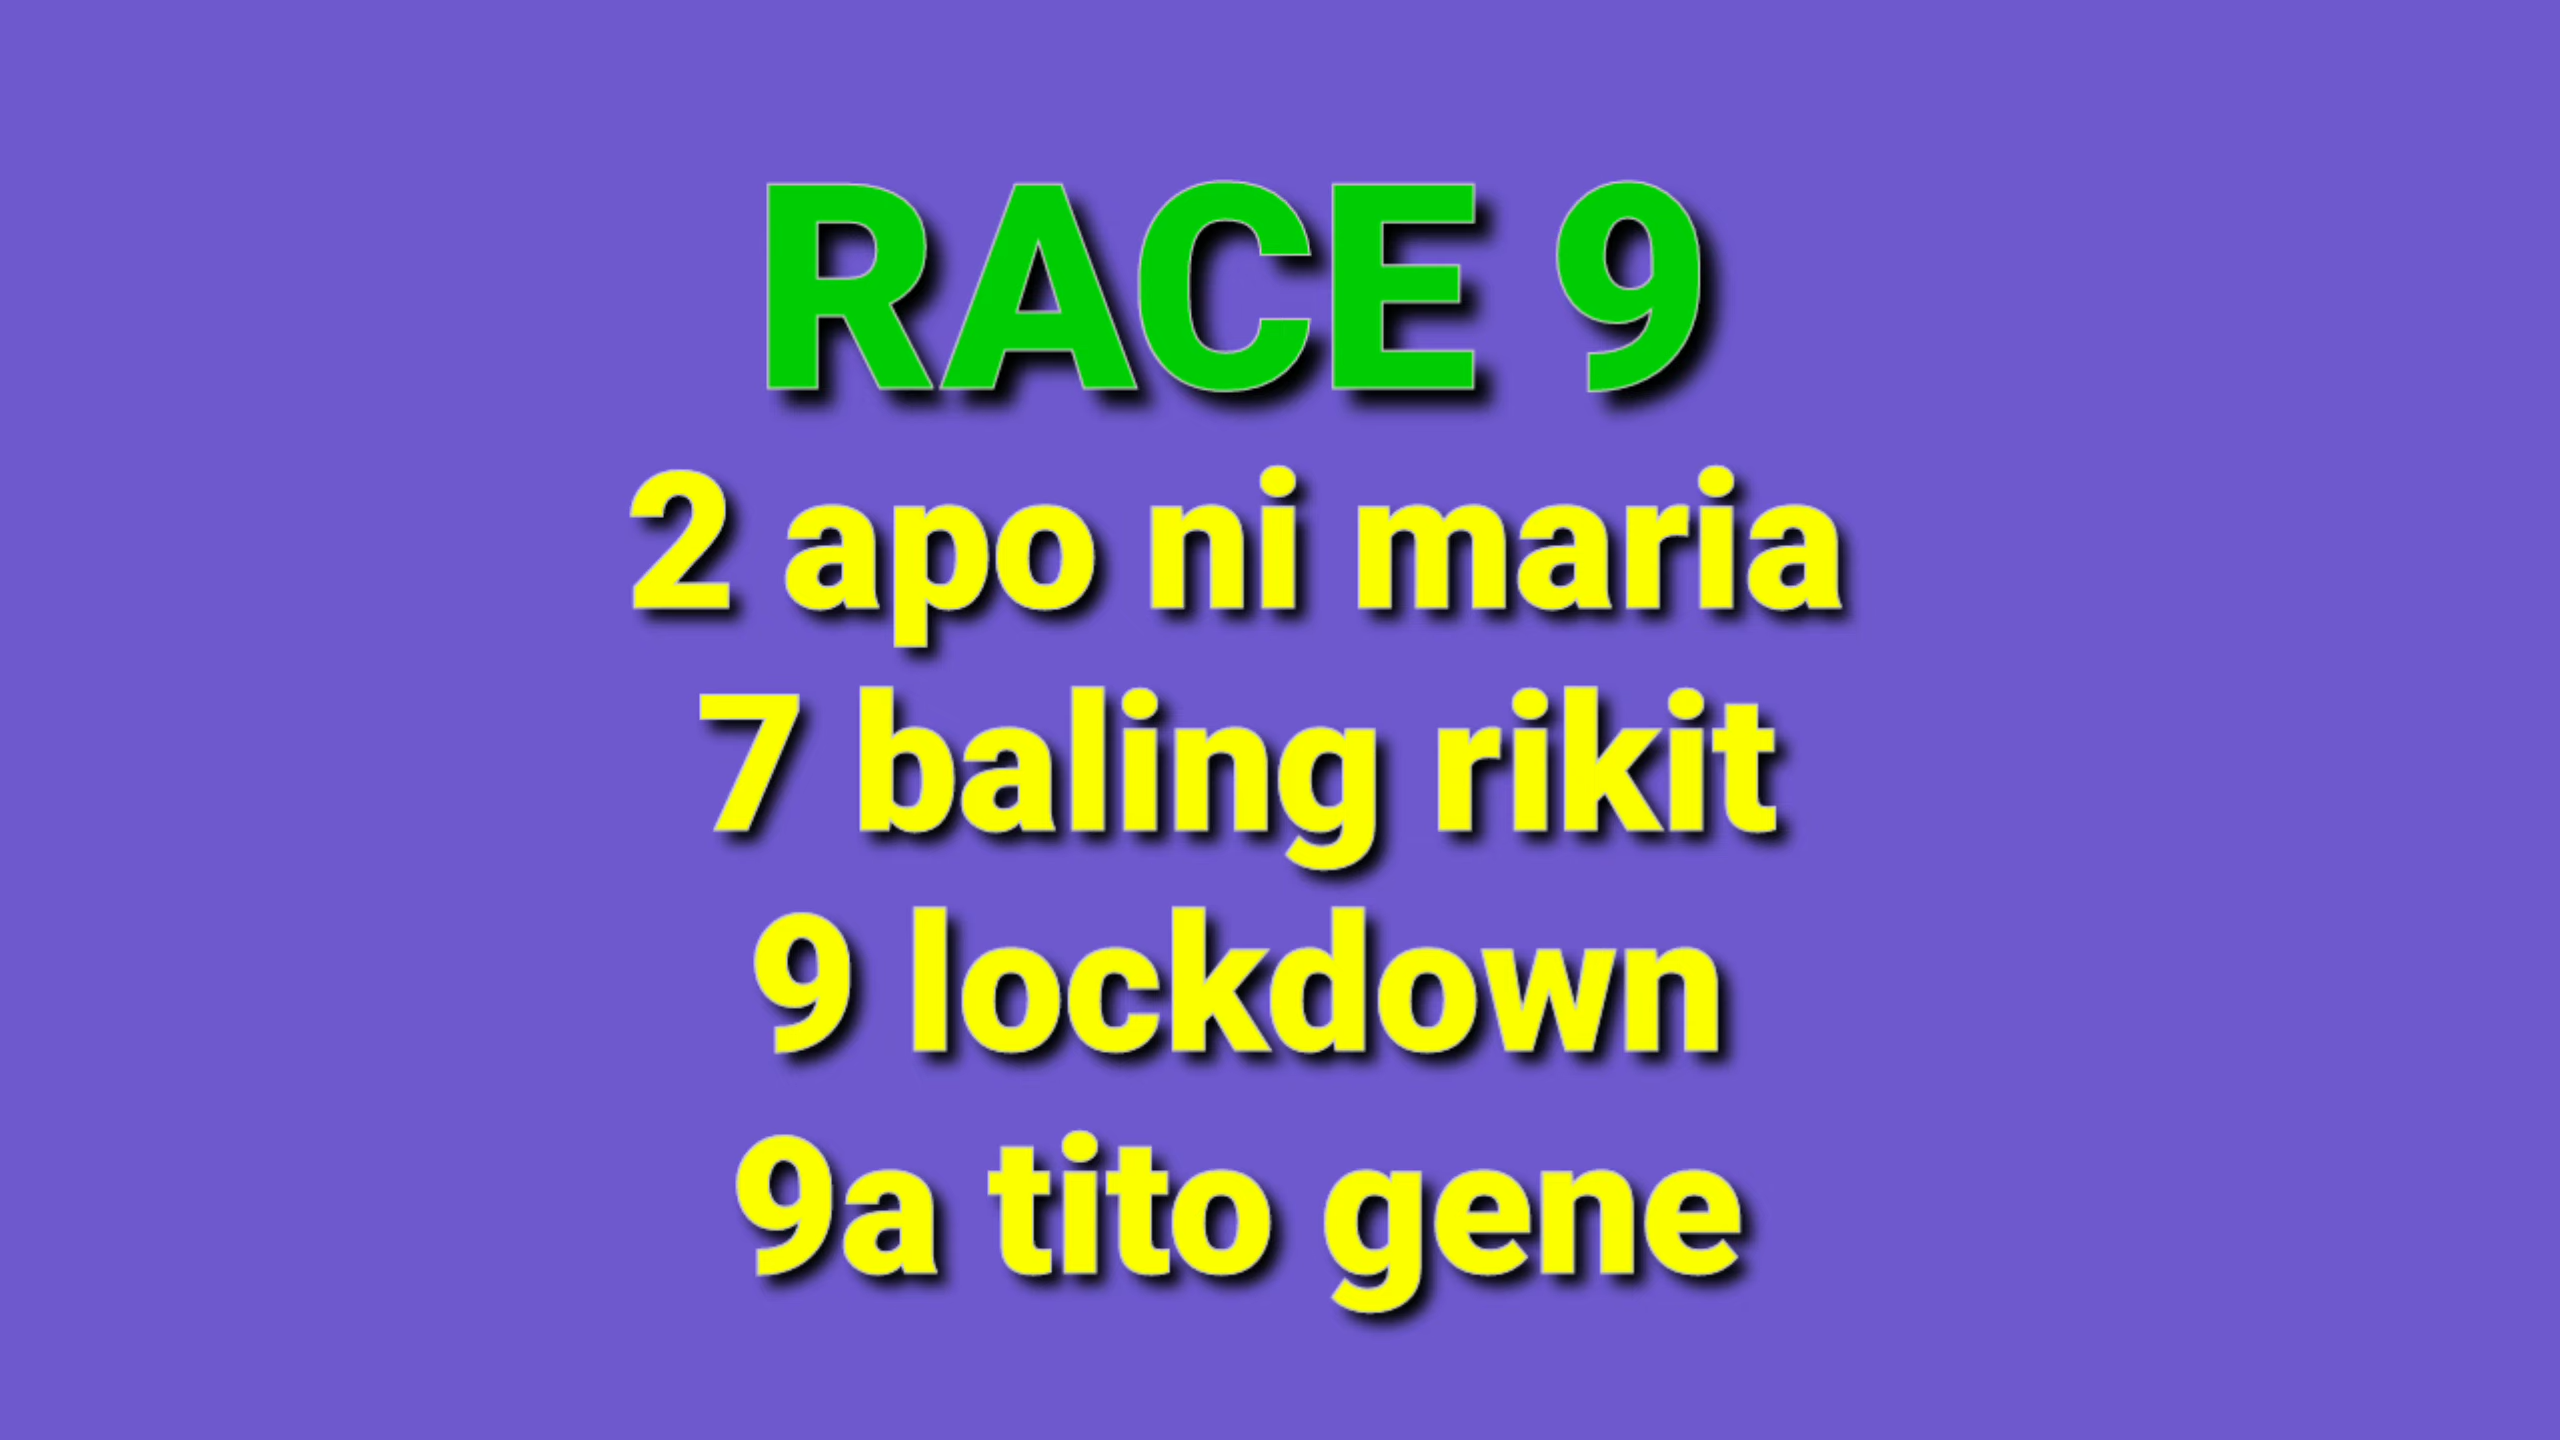 RACE 9
2 apo ni maria
7 baling rikit
9 lockdown
9a tito gene